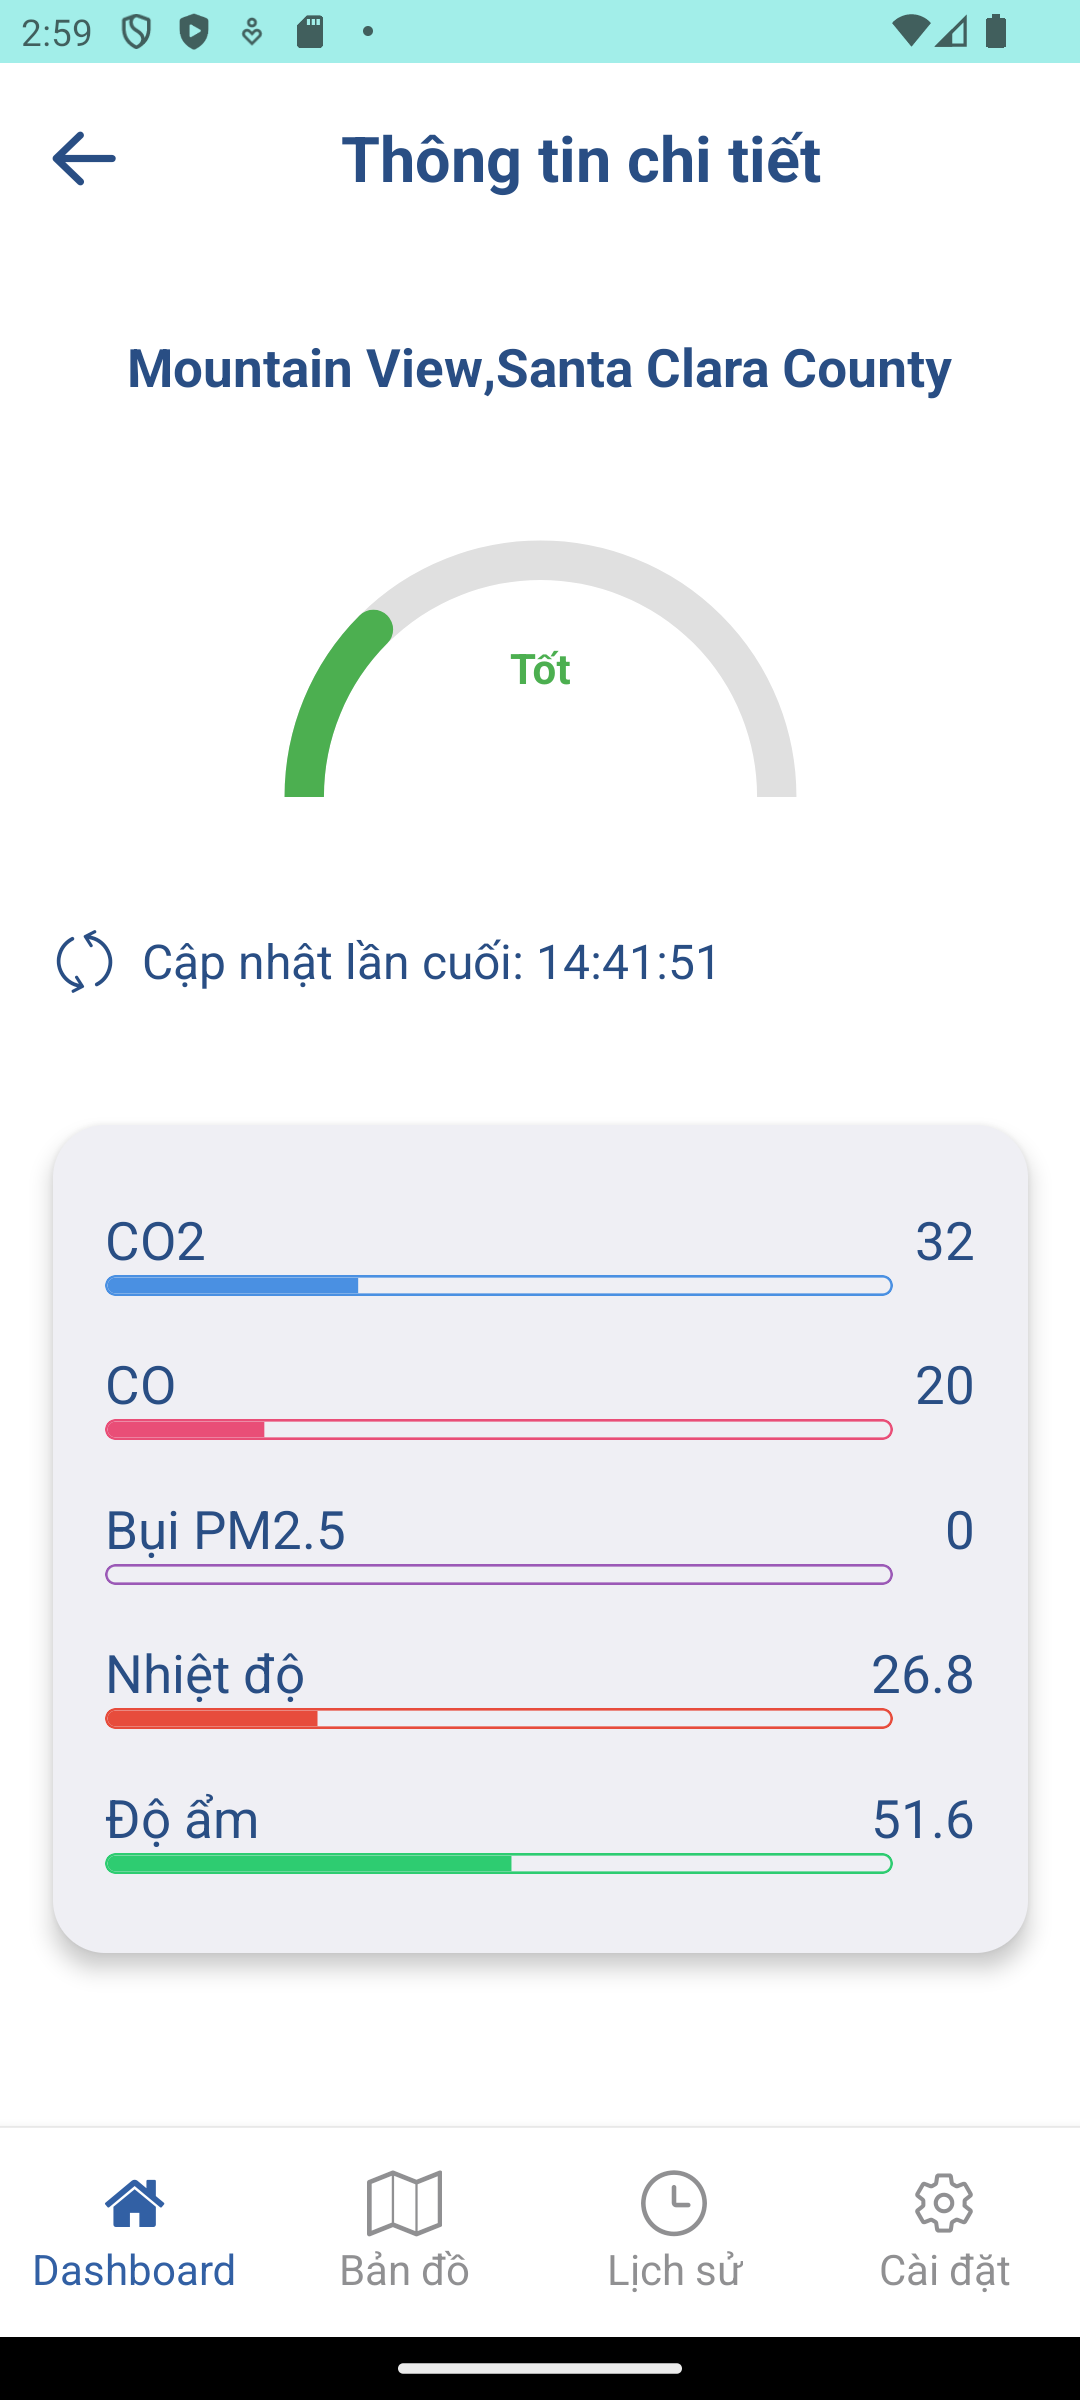 2:59
Thông tin chi tiết
Mountain View,Santa Clara County
Tốt
Cập nhật lần cuối: 14:41:51
CO2 32
CO 20
Bụi PM2.5 0
Nhiệt độ 26.8
Độ ẩm 51.6
Dashboard Bản đồ Lịch sử Cài đặt